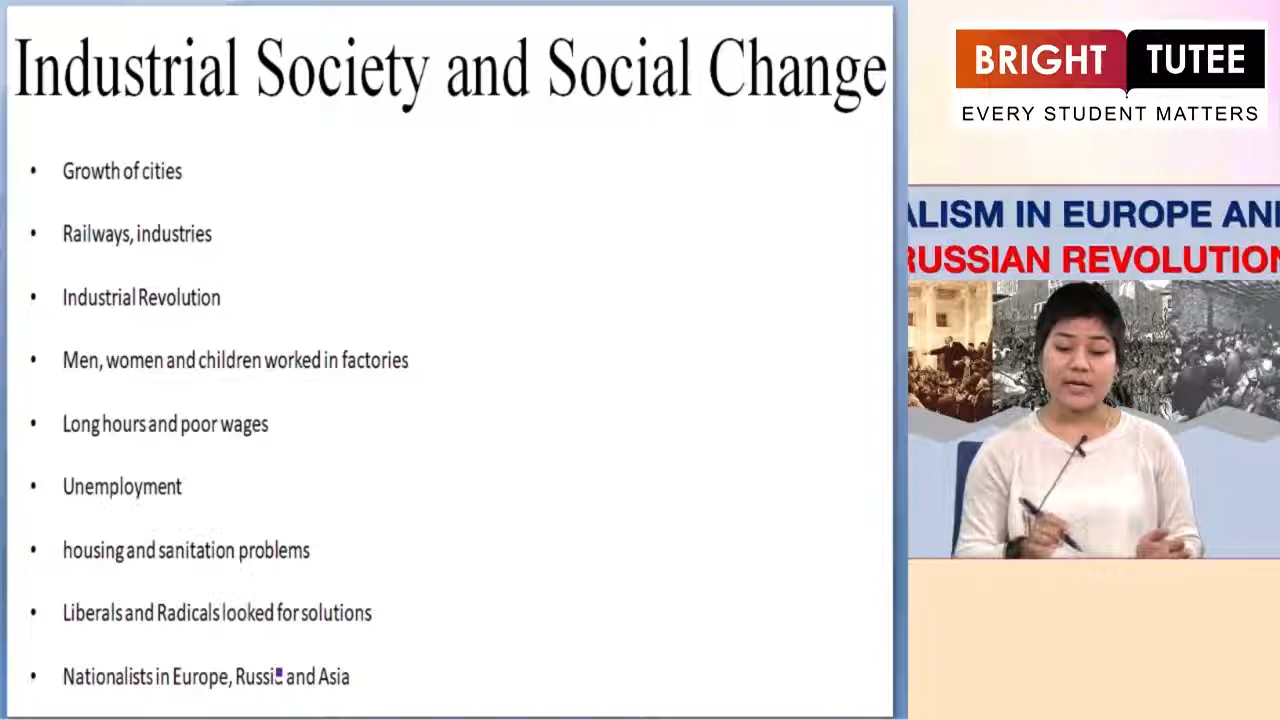 Industrial Society and Social Change
• Growth of cities
• Railways, industries
• Industrial Revolution
• Men, women and children worked in factories
• Long hours and poor wages
• Unemployment
• housing and sanitation problems
• Liberals and Radicals looked for solutions
• Nationalists in Europe, Russia and Asia
BRIGHT TUTEE
EVERY STUDENT MATTERS
ALISM IN EUROPE AN
RUSSIAN REVOLUTION